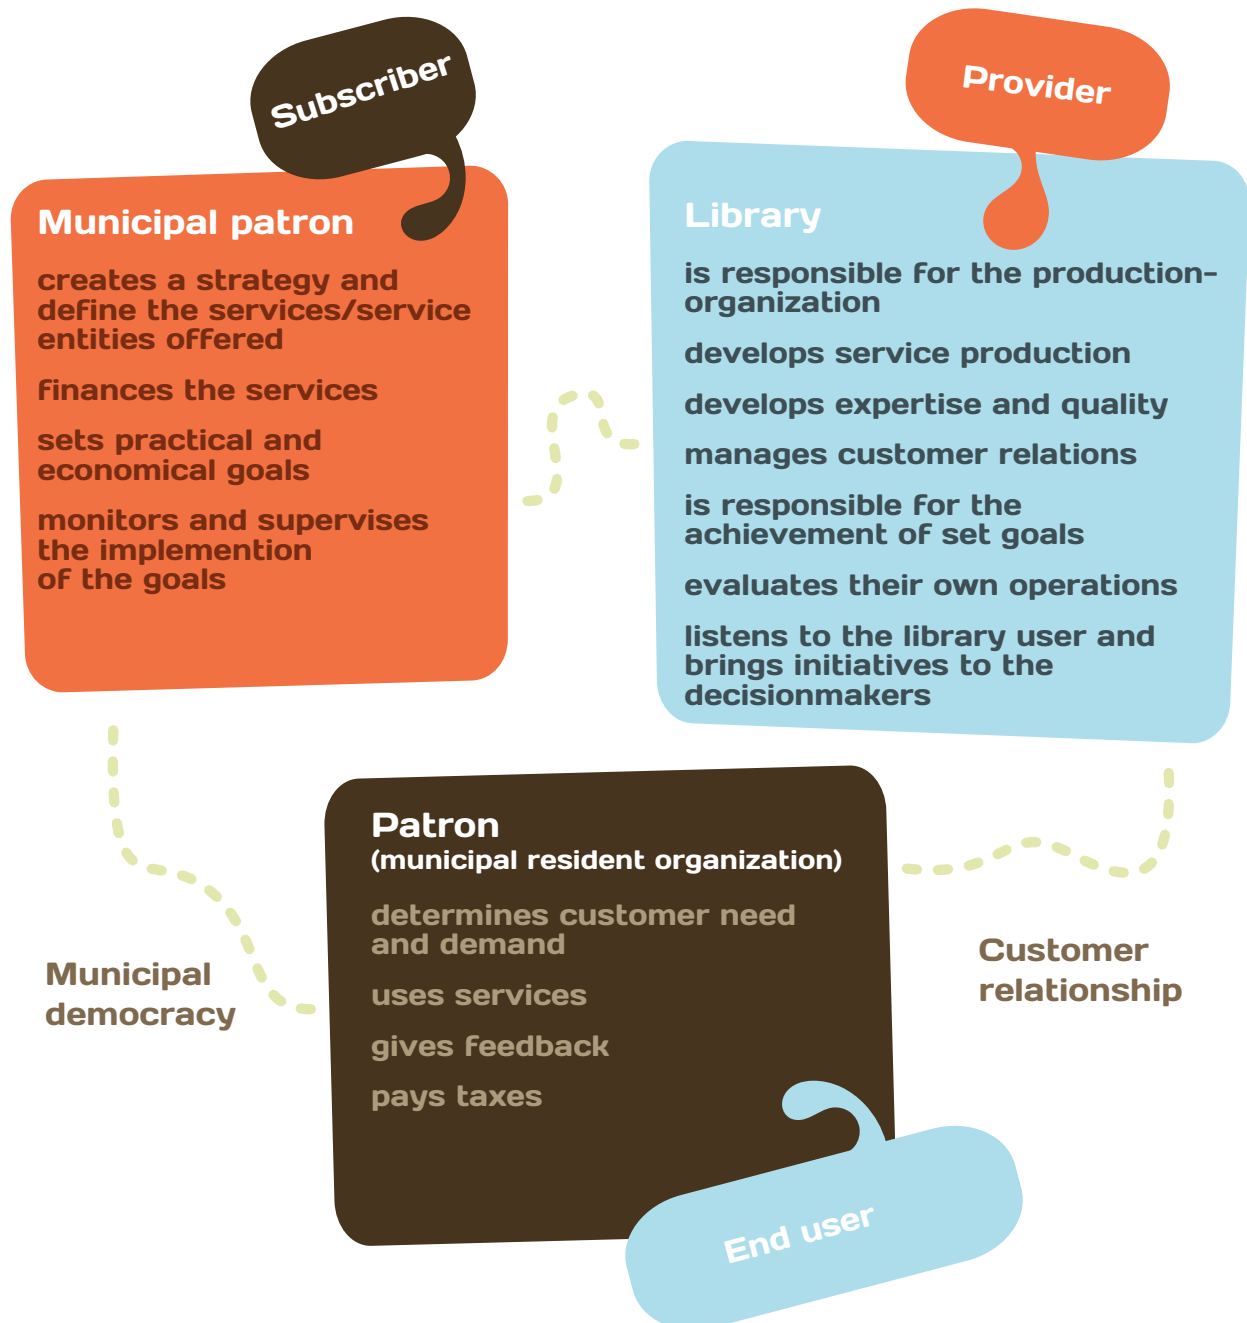 Subscriber
Municipal patron
creates a strategy and
define the services/service
entities offered
finances the services
sets practical and
economical goals
monitors and supervises
the implemention
of the goals
Provider
Library
is responsible for the production-
organization
develops service production
develops expertise and quality
manages customer relations
is responsible for the
achievement of set goals
evaluates their own operations
listens to the library user and
brings initiatives to the
decisionmakers
Municipal
democracy
Patron
(municipal resident organization)
determines customer need
and demand
uses services
gives feedback
pays taxes
End user
Customer
relationship